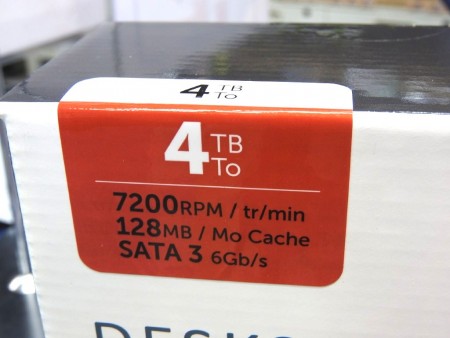 4 TB
To
4 TB
To
7200RPM / tr/min
128MB / Mo Cache
SATA 3 6Gb/s